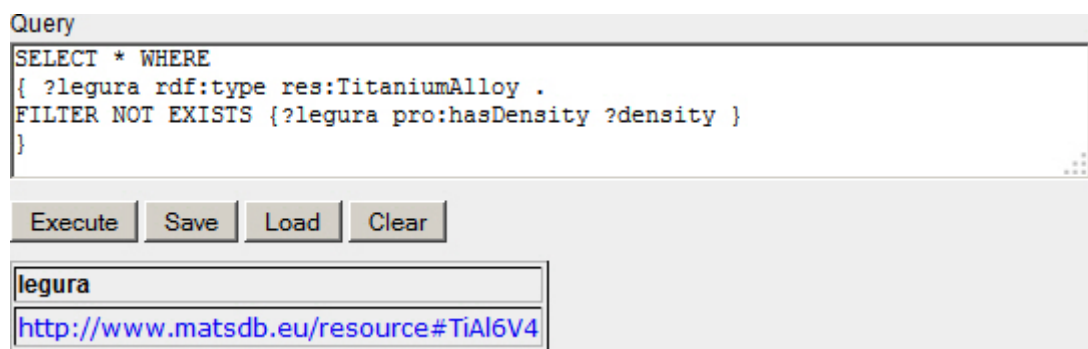 Query
SELECT * WHERE
{ ?legura rdf:type res:TitaniumAlloy .
FILTER NOT EXISTS {?legura pro:hasDensity ?density }
}
Execute Save Load Clear
legura
http://www.matsdb.eu/resource#TiAl6V4